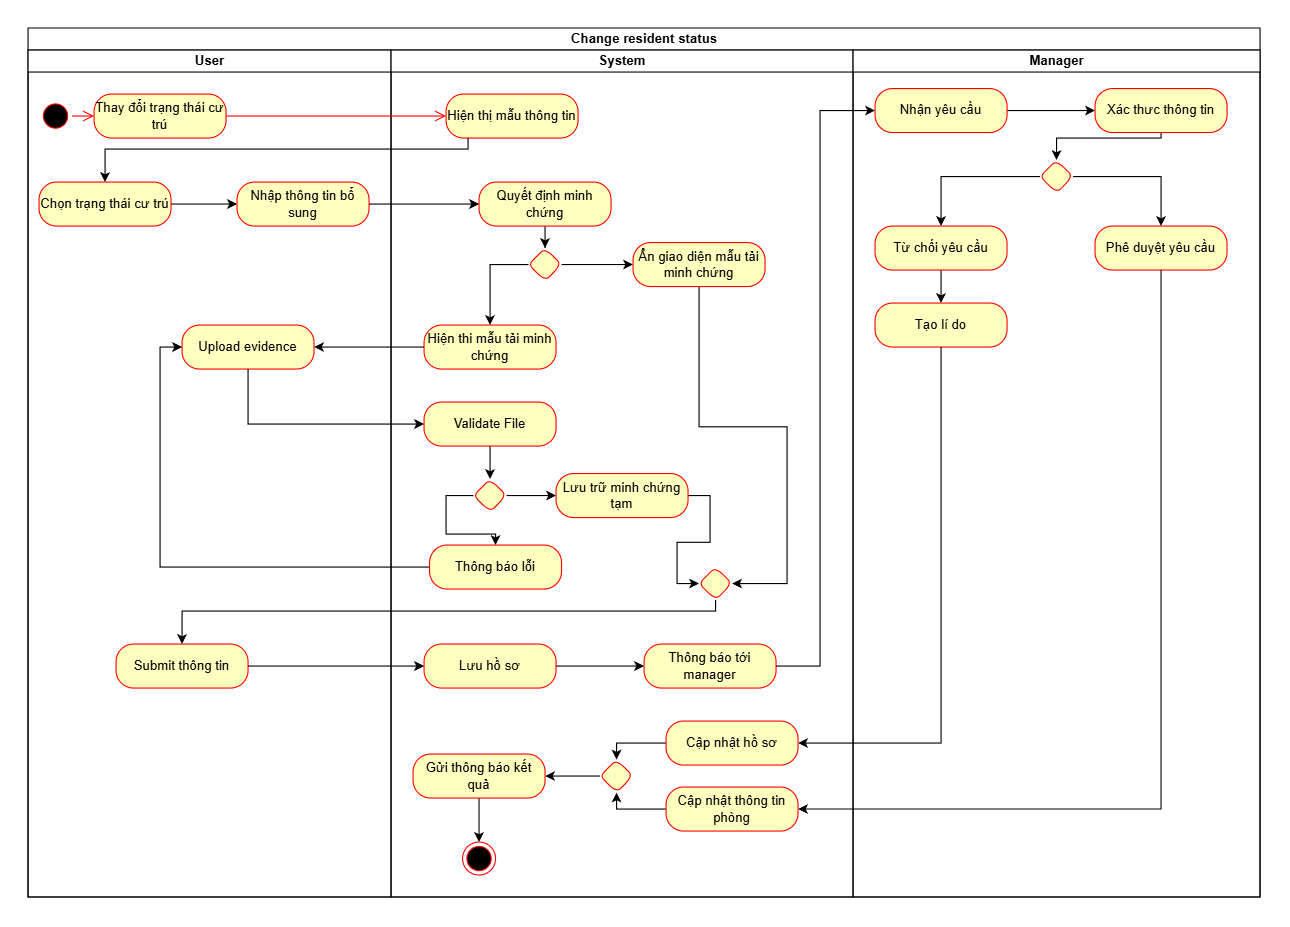 Change resident status
User
System
Manager
Thay đổi trạng thái cư
trú
Hiện thị mẫu thông tin
Nhận yêu cầu
Xác thưc thông tin
Chọn trạng thái cư trú
Nhập thông tin bổ
sung
Quyết định minh
chứng
Từ chối yêu cầu
Phê duyệt yêu cầu
Ẩn giao diện mẫu tải
minh chứng
Tạo lí do
Upload evidence
Hiện thi mẫu tải minh
chứng
Validate File
Lưu trữ minh chứng
tạm
Thông báo lỗi
Submit thông tin
Lưu hồ sơ
Thông báo tới
manager
Cập nhật hồ sơ
Gửi thông báo kết
quả
Cập nhật thông tin
phòng